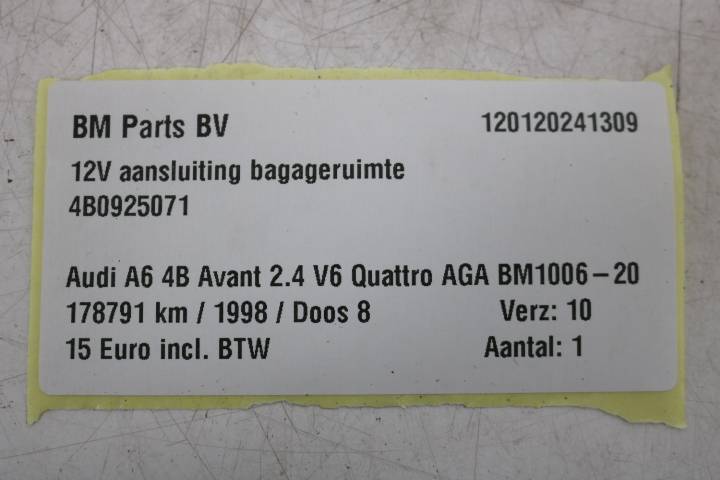 BM Parts BV 120120241309
12V aansluiting bagageruimte
4B0925071
Audi A6 4B Avant 2.4 V6 Quattro AGA BM1006-20
178791 km / 1998 / Doos 8 Verz: 10
15 Euro incl. BTW Aantal: 1